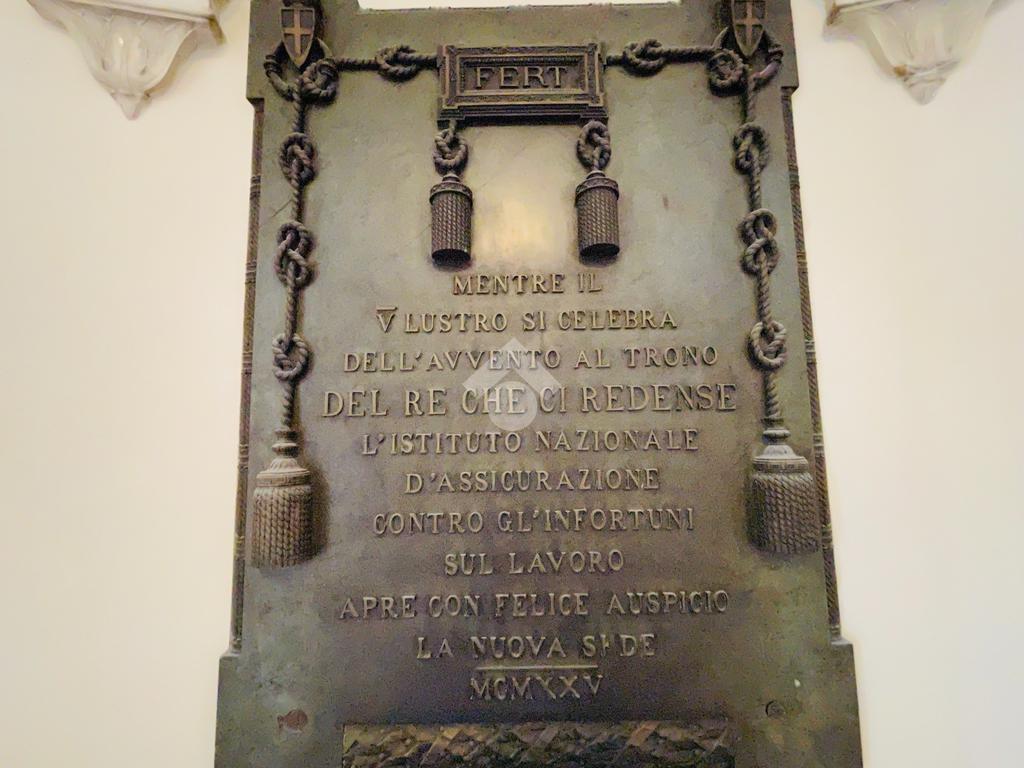 FERT
MENTRE IL
V̅ LUSTRO SI CELEBRA
DELL'AVVENTO AL TRONO
DEL RE CHE CI REDENSE
L'ISTITUTO NAZIONALE
D'ASSICURAZIONE
CONTRO GL'INFORTUNI
SUL LAVORO
APRE CON FELICE AUSPICIO
LA NUOVA SEDE
MCMXXV